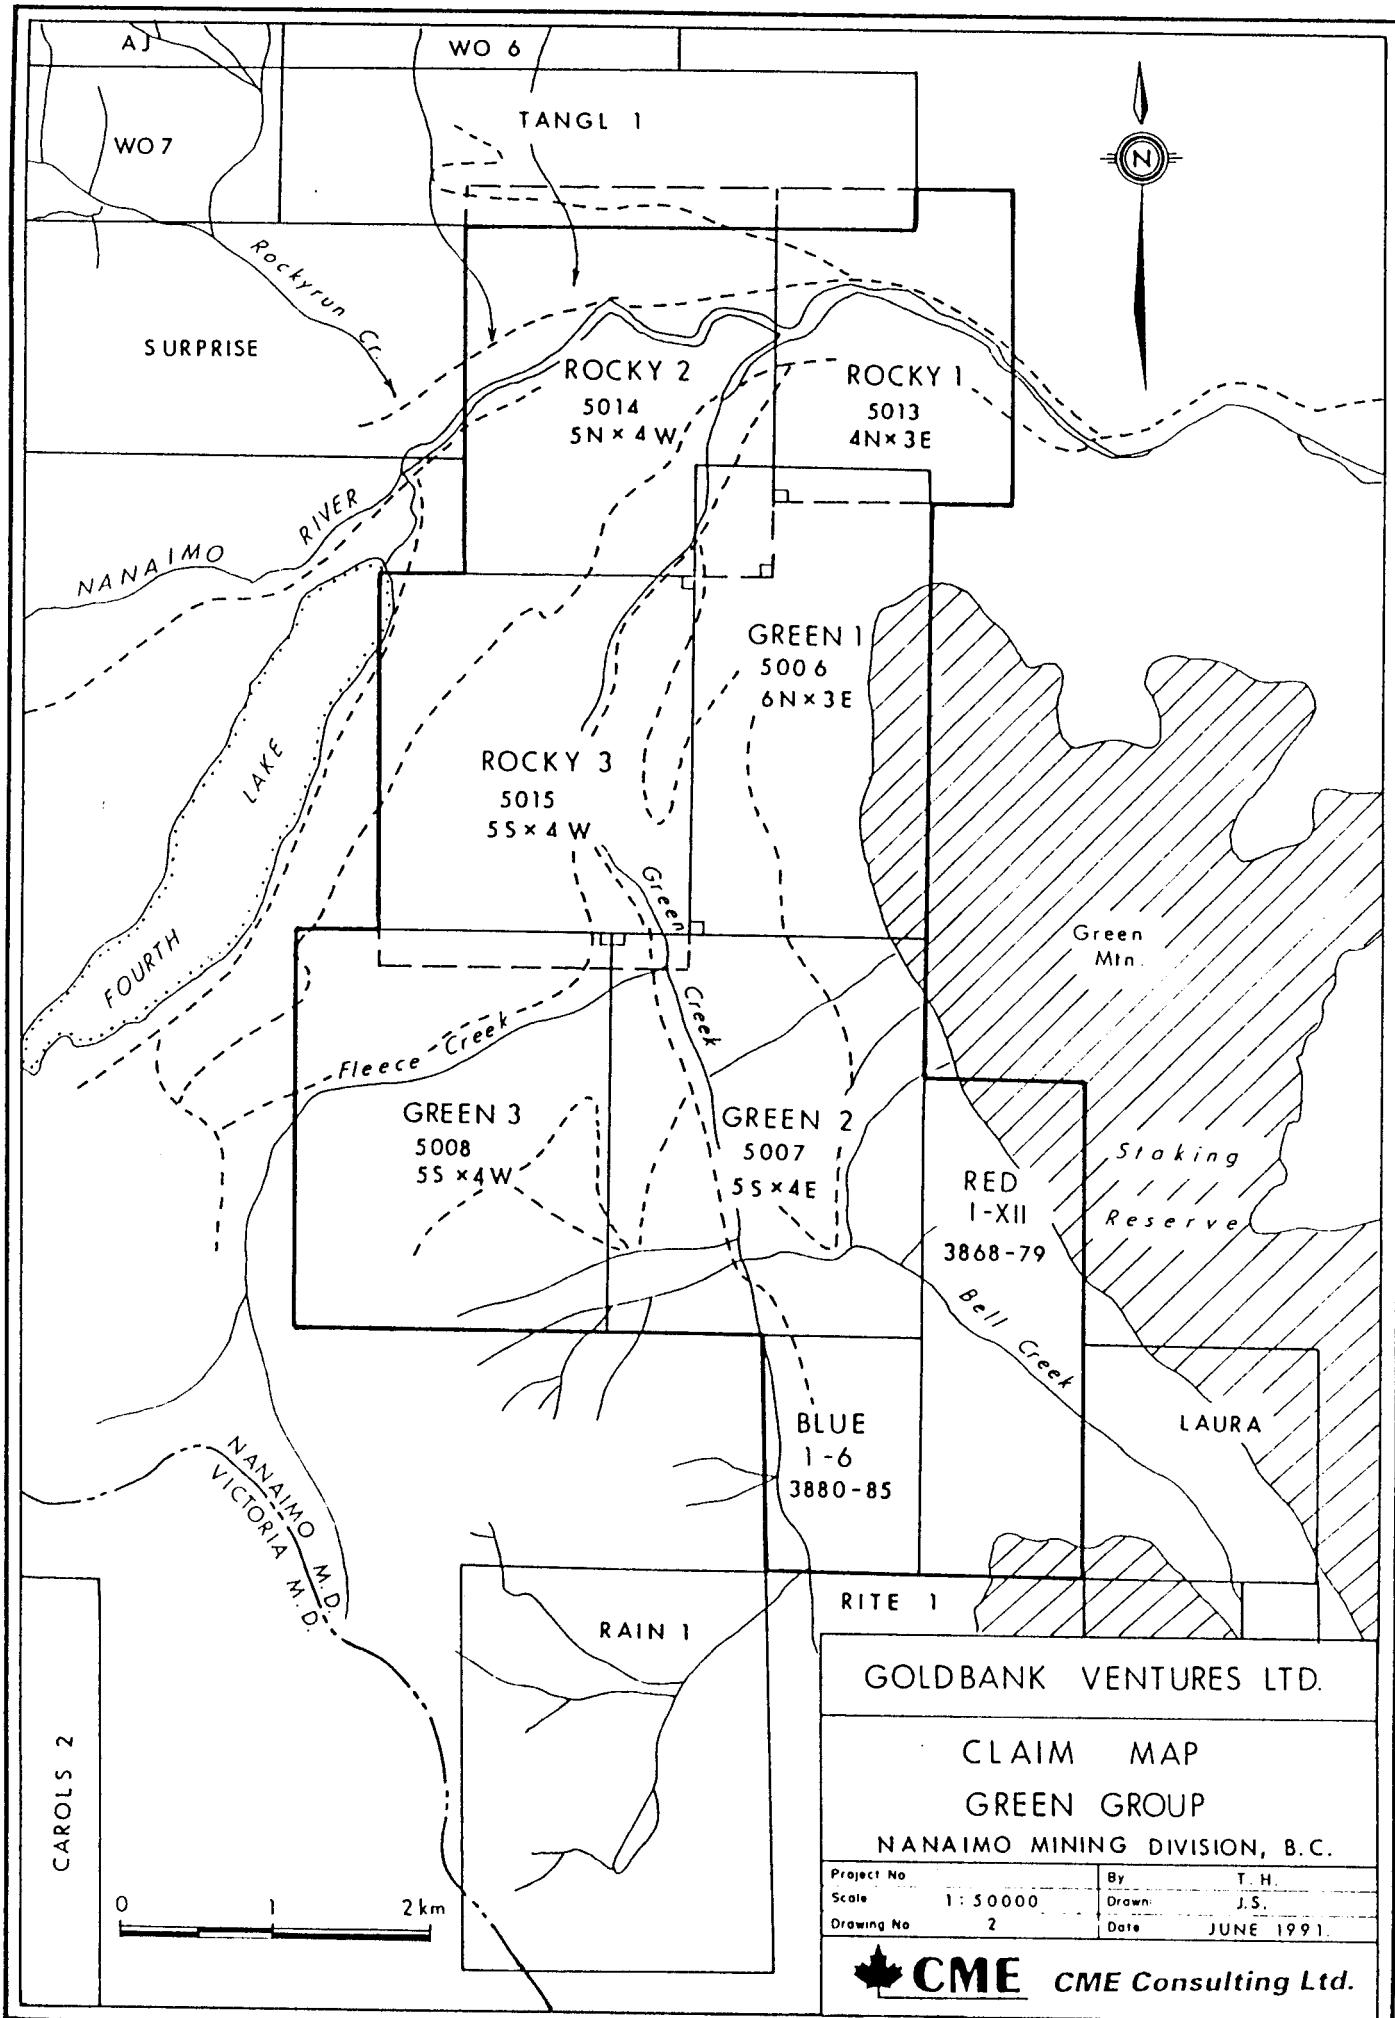 AJ
WO 6
TANGL 1
WO 7
N
Rockyrun Cr.
SURPRISE
ROCKY 2
5014
5N × 4W
ROCKY 1
5013
4N × 3E
NANAIMO RIVER
GREEN 1
5006
6N × 3E
ROCKY 3
5015
5S × 4W
FOURTH LAKE
Green Creek
Green
Mtn.
Fleece Creek
GREEN 3
5008
5S × 4W
GREEN 2
5007
5S × 4E
RED
I-XII
3868-79
Staking
Reserve
Bell Creek
BLUE
1-6
3880-85
LAURA
NANAIMO M.D.
VICTORIA M.D.
RITE 1
RAIN 1
CAROLS 2
0 1 2 km
GOLDBANK VENTURES LTD.
CLAIM MAP
GREEN GROUP
NANAIMO MINING DIVISION, B.C.
Project No
By T. H.
Scale 1 : 50000
Drawn: J.S.
Drawing No 2
Date JUNE 1991.
CME CME Consulting Ltd.